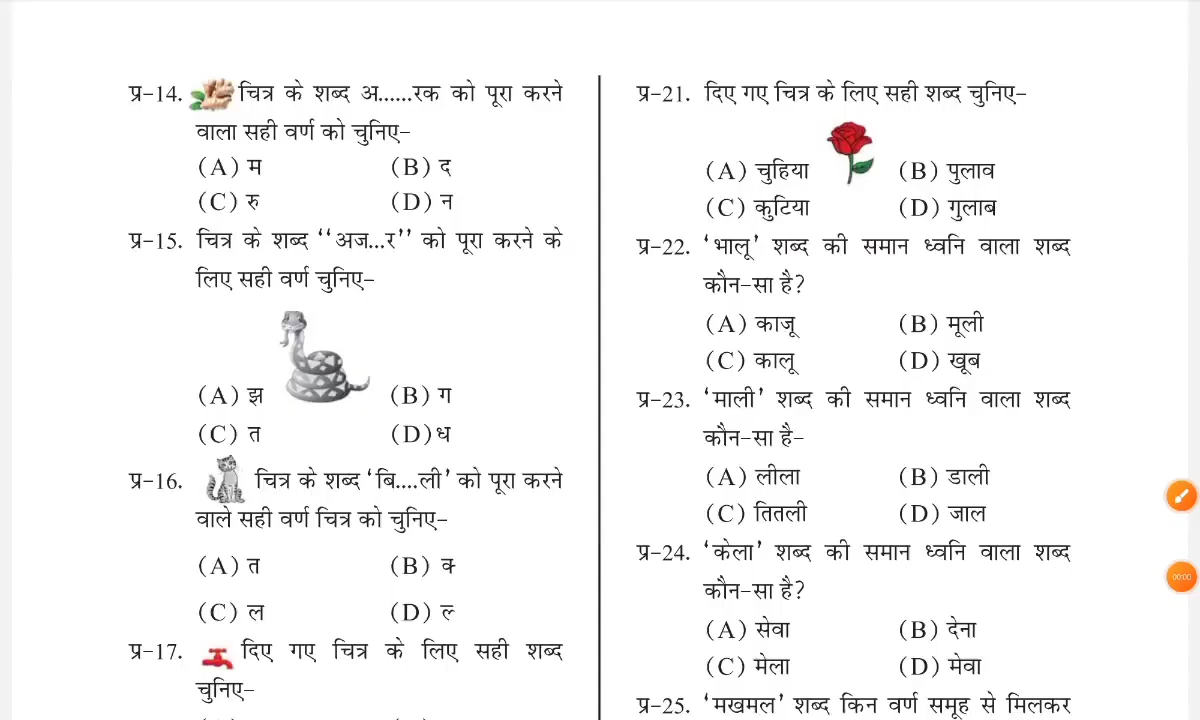 प्र-14. चित्र के शब्द अ......रक को पूरा करने
वाला सही वर्ण को चुनिए-
(A) म (B) द
(C) रु (D) न
प्र-15. चित्र के शब्द ‘‘अज...र’’ को पूरा करने के
लिए सही वर्ण चुनिए-
(A) झ (B) ग
(C) त (D) ध
प्र-16. चित्र के शब्द ‘बि....ली’ को पूरा करने
वाले सही वर्ण चित्र को चुनिए-
(A) त (B) क्
(C) ल (D) ल्
प्र-17. दिए गए चित्र के लिए सही शब्द
चुनिए-
प्र-21. दिए गए चित्र के लिए सही शब्द चुनिए-
(A) चुहिया (B) पुलाव
(C) कुटिया (D) गुलाब
प्र-22. ‘भालू’ शब्द की समान ध्वनि वाला शब्द
कौन-सा है?
(A) काजू (B) मूली
(C) कालू (D) खूब
प्र-23. ‘माली’ शब्द की समान ध्वनि वाला शब्द
कौन-सा है-
(A) लीला (B) डाली
(C) तितली (D) जाल
प्र-24. ‘केला’ शब्द की समान ध्वनि वाला शब्द
कौन-सा है?
(A) सेवा (B) देना
(C) मेला (D) मेवा
प्र-25. ‘मखमल’ शब्द किन वर्ण समूह से मिलकर
00:00